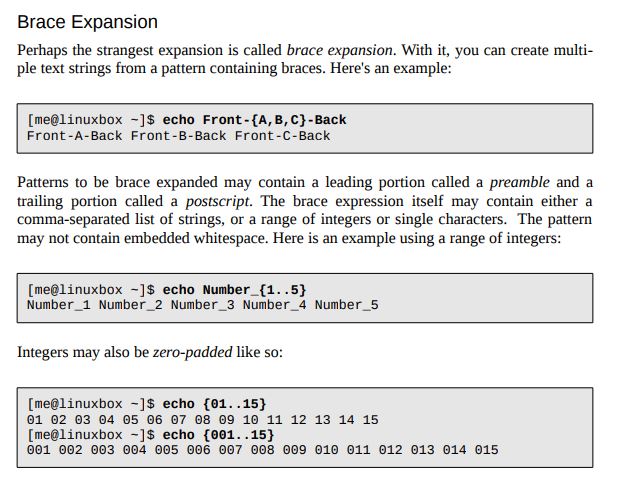 Brace Expansion
Perhaps the strangest expansion is called brace expansion. With it, you can create multi-
ple text strings from a pattern containing braces. Here's an example:
[me@linuxbox ~]$ echo Front-{A,B,C}-Back
Front-A-Back Front-B-Back Front-C-Back
Patterns to be brace expanded may contain a leading portion called a preamble and a
trailing portion called a postscript. The brace expression itself may contain either a
comma-separated list of strings, or a range of integers or single characters. The pattern
may not contain embedded whitespace. Here is an example using a range of integers:
[me@linuxbox ~]$ echo Number_{1..5}
Number_1 Number_2 Number_3 Number_4 Number_5
Integers may also be zero-padded like so:
[me@linuxbox ~]$ echo {01..15}
01 02 03 04 05 06 07 08 09 10 11 12 13 14 15
[me@linuxbox ~]$ echo {001..15}
001 002 003 004 005 006 007 008 009 010 011 012 013 014 015